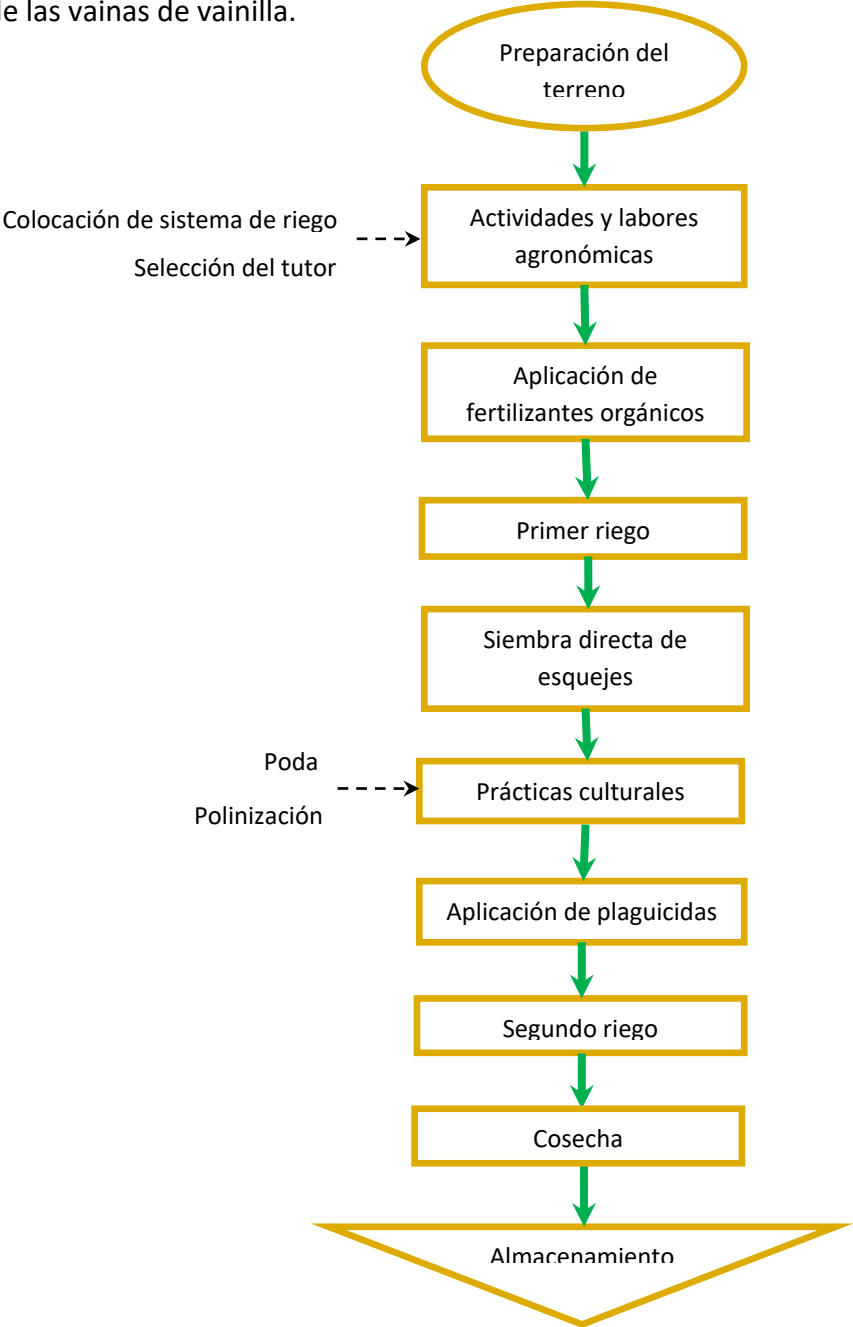 de las vainas de vainilla.
Preparación del
terreno
Colocación de sistema de riego
Selección del tutor
Actividades y labores
agronómicas
Aplicación de
fertilizantes orgánicos
Primer riego
Siembra directa de
esquejes
Poda
Polinización
Prácticas culturales
Aplicación de plaguicidas
Segundo riego
Cosecha
Almacenamiento